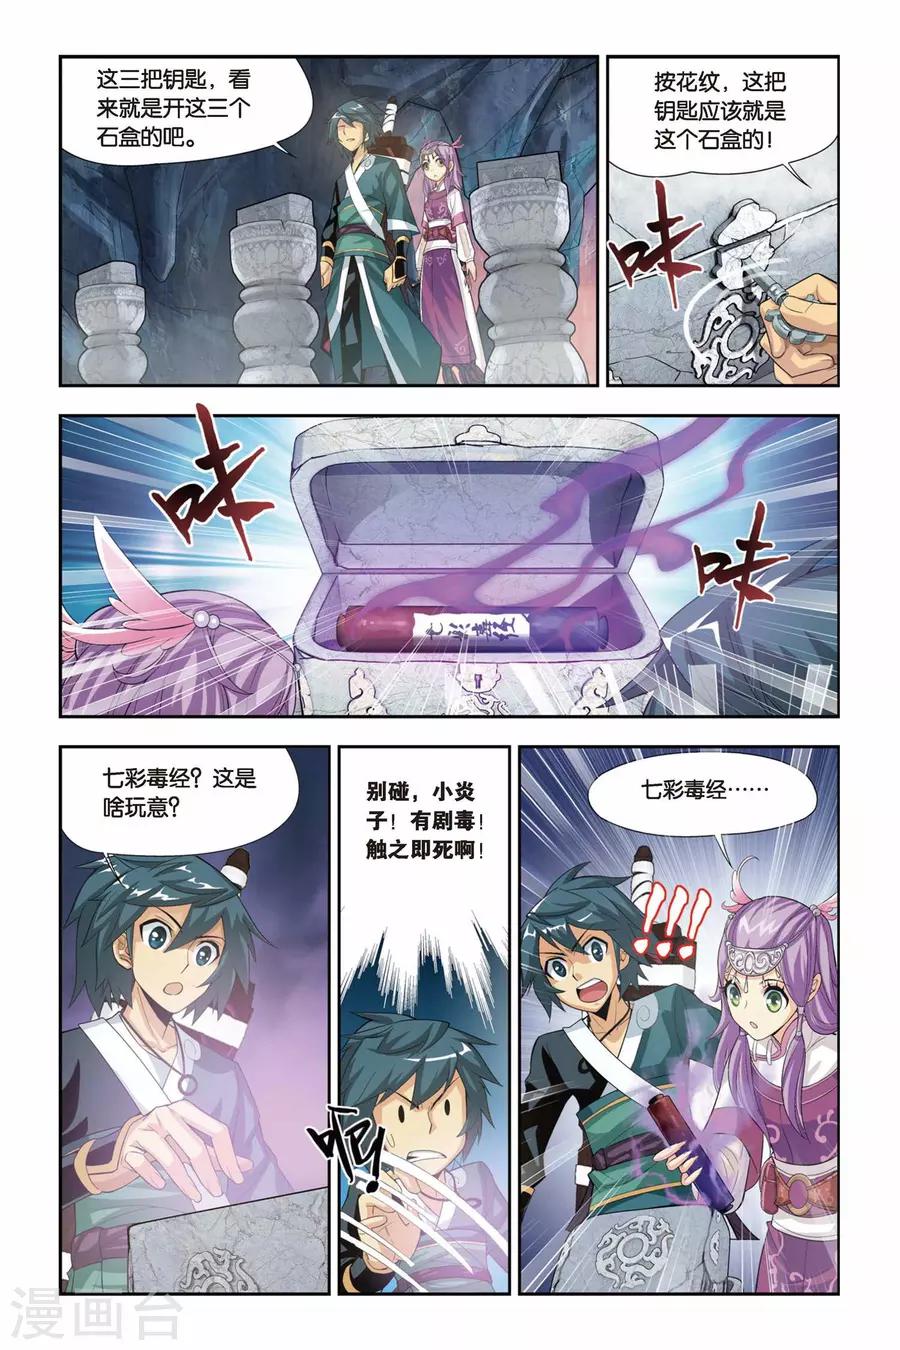 这三把钥匙，看
来就是开这三个
石盒的吧。
按花纹，这把
钥匙应该就是
这个石盒的！
咔
咔
咔
七彩毒经
七彩毒经？这是
啥玩意？
别碰，小炎
子！有剧毒！
触之即死啊！
呃！
七彩毒经……
!!!
漫画台